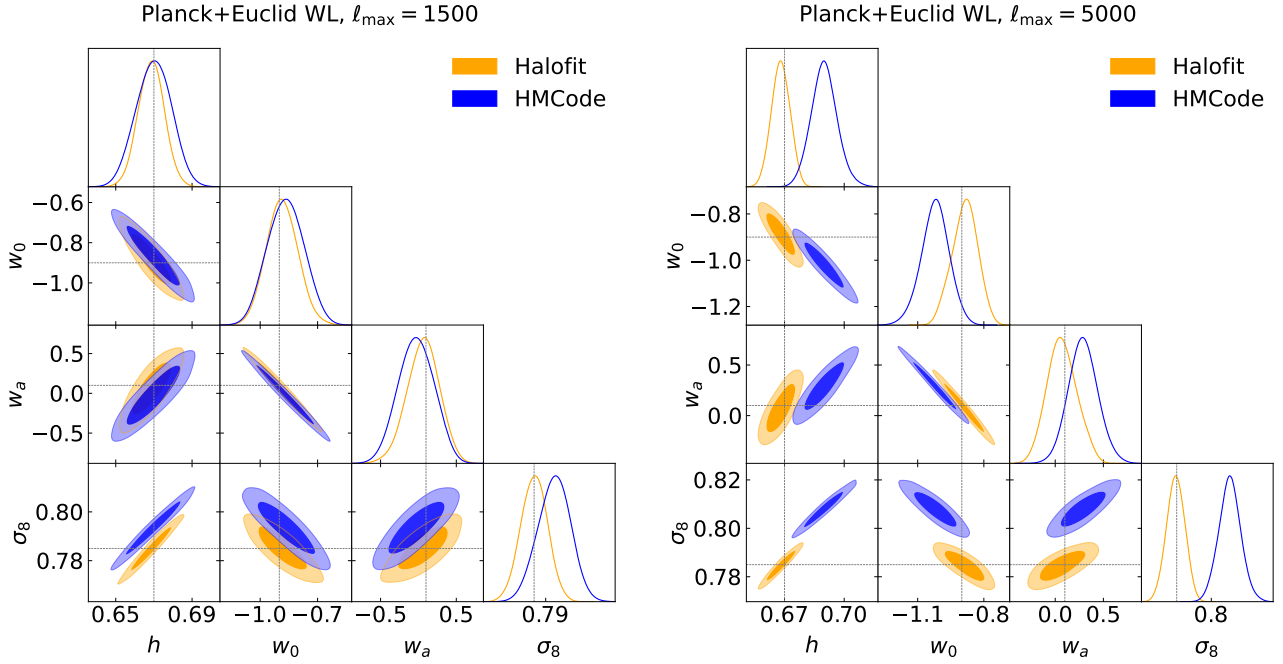 Planck+Euclid WL, ℓmax = 1500
Halofit
HMCode
w0
−0.6
−0.8
−1.0
wa
0.5
0.0
−0.5
σ8
0.80
0.78
0.65 0.69
h
−1.0 −0.7
w0
−0.5 0.5
wa
0.79
σ8
Planck+Euclid WL, ℓmax = 5000
Halofit
HMCode
w0
−0.8
−1.0
−1.2
wa
0.5
0.0
σ8
0.82
0.80
0.78
0.67 0.70
h
−1.1 −0.8
w0
0.0 0.5
wa
0.8
σ8